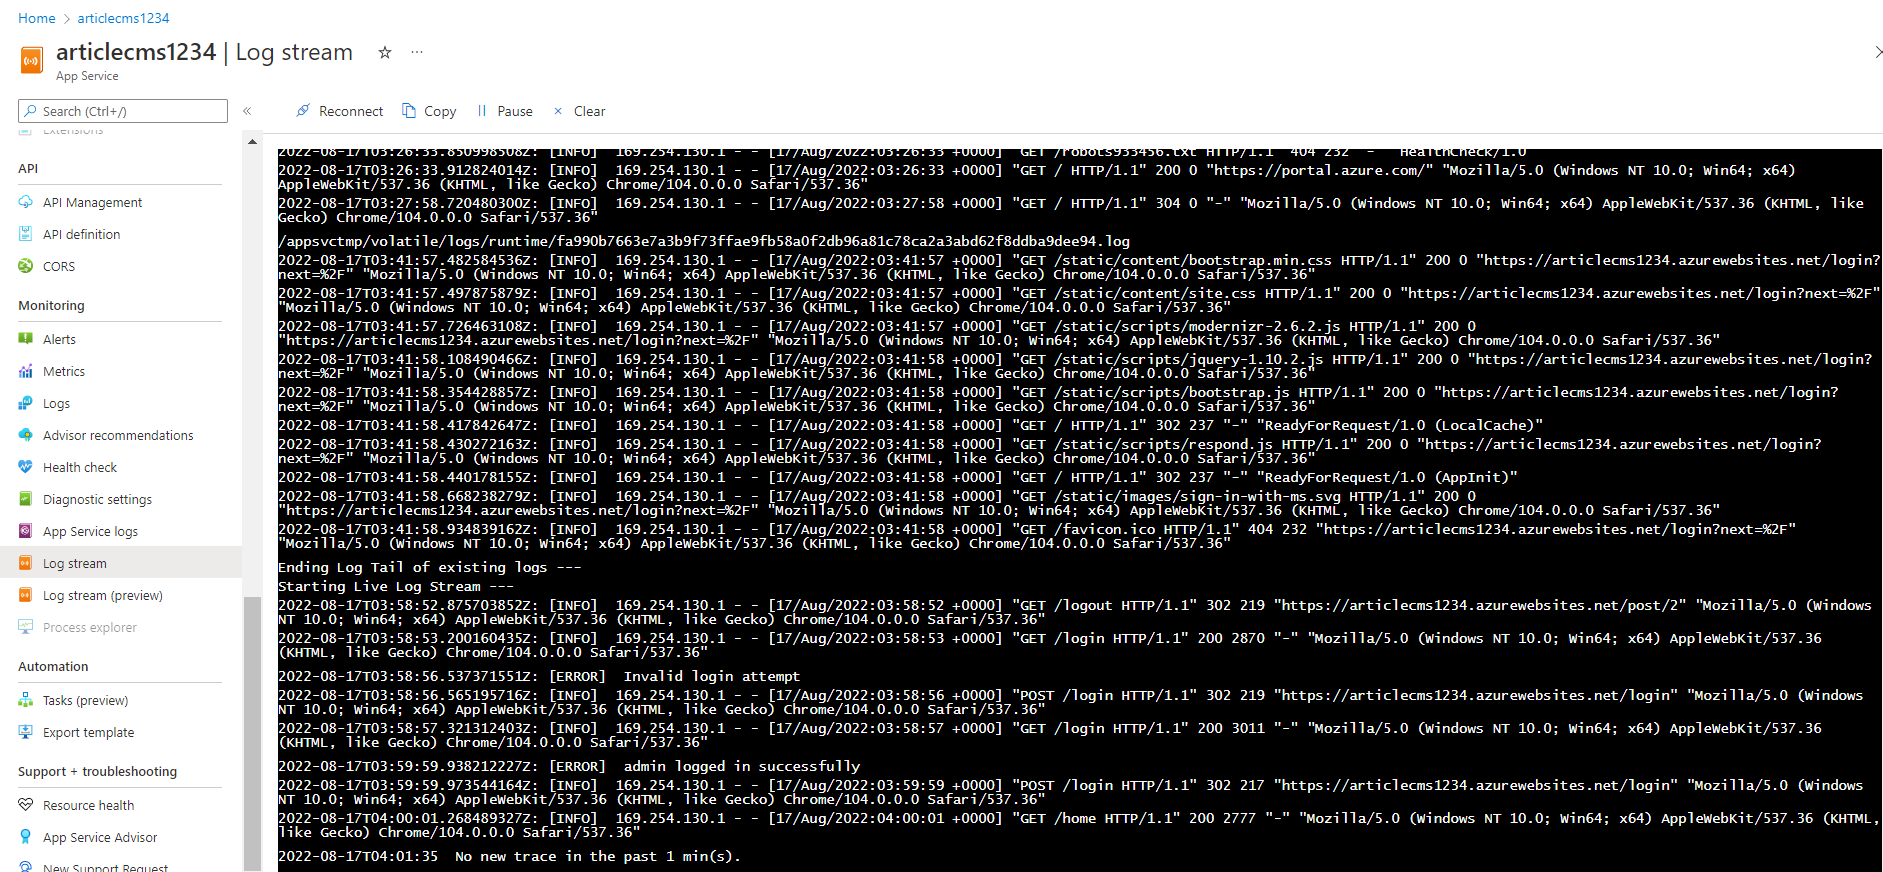 Home > articlecms1234
articlecms1234 | Log stream
App Service
Search (Ctrl+/)
Reconnect Copy Pause Clear
Extensions
API
API Management
API definition
CORS
Monitoring
Alerts
Metrics
Logs
Advisor recommendations
Health check
Diagnostic settings
App Service logs
Log stream
Log stream (preview)
Process explorer
Automation
Tasks (preview)
Export template
Support + troubleshooting
Resource health
App Service Advisor
New Support Request
2022-08-17T03:26:33.850998508Z: [INFO]  169.254.130.1 - - [17/Aug/2022:03:26:33 +0000] "GET /robots933456.txt HTTP/1.1" 404 232 "-" "HealthCheck/1.0"
2022-08-17T03:26:33.912824014Z: [INFO]  169.254.130.1 - - [17/Aug/2022:03:26:33 +0000] "GET / HTTP/1.1" 200 0 "https://portal.azure.com/" "Mozilla/5.0 (Windows NT 10.0; Win64; x64)
AppleWebKit/537.36 (KHTML, like Gecko) Chrome/104.0.0.0 Safari/537.36"
2022-08-17T03:27:58.720480300Z: [INFO]  169.254.130.1 - - [17/Aug/2022:03:27:58 +0000] "GET / HTTP/1.1" 304 0 "-" "Mozilla/5.0 (Windows NT 10.0; Win64; x64) AppleWebKit/537.36 (KHTML, like
Gecko) Chrome/104.0.0.0 Safari/537.36"
/appsvctmp/volatile/logs/runtime/fa990b7663e7a3b9f73ffae9fb58a0f2db96a81c78ca2a3abd62f8ddba9dee94.log
2022-08-17T03:41:57.482584536Z: [INFO]  169.254.130.1 - - [17/Aug/2022:03:41:57 +0000] "GET /static/content/bootstrap.min.css HTTP/1.1" 200 0 "https://articlecms1234.azurewebsites.net/login?
next=%2F" "Mozilla/5.0 (Windows NT 10.0; Win64; x64) AppleWebKit/537.36 (KHTML, like Gecko) Chrome/104.0.0.0 Safari/537.36"
2022-08-17T03:41:57.497875879Z: [INFO]  169.254.130.1 - - [17/Aug/2022:03:41:57 +0000] "GET /static/content/site.css HTTP/1.1" 200 0 "https://articlecms1234.azurewebsites.net/login?next=%2F"
"Mozilla/5.0 (Windows NT 10.0; Win64; x64) AppleWebKit/537.36 (KHTML, like Gecko) Chrome/104.0.0.0 Safari/537.36"
2022-08-17T03:41:57.726463108Z: [INFO]  169.254.130.1 - - [17/Aug/2022:03:41:57 +0000] "GET /static/scripts/modernizr-2.6.2.js HTTP/1.1" 200 0
"https://articlecms1234.azurewebsites.net/login?next=%2F" "Mozilla/5.0 (Windows NT 10.0; Win64; x64) AppleWebKit/537.36 (KHTML, like Gecko) Chrome/104.0.0.0 Safari/537.36"
2022-08-17T03:41:58.108490466Z: [INFO]  169.254.130.1 - - [17/Aug/2022:03:41:58 +0000] "GET /static/scripts/jquery-1.10.2.js HTTP/1.1" 200 0 "https://articlecms1234.azurewebsites.net/login?
next=%2F" "Mozilla/5.0 (Windows NT 10.0; Win64; x64) AppleWebKit/537.36 (KHTML, like Gecko) Chrome/104.0.0.0 Safari/537.36"
2022-08-17T03:41:58.354428857Z: [INFO]  169.254.130.1 - - [17/Aug/2022:03:41:58 +0000] "GET /static/scripts/bootstrap.js HTTP/1.1" 200 0 "https://articlecms1234.azurewebsites.net/login?
next=%2F" "Mozilla/5.0 (Windows NT 10.0; Win64; x64) AppleWebKit/537.36 (KHTML, like Gecko) Chrome/104.0.0.0 Safari/537.36"
2022-08-17T03:41:58.417842647Z: [INFO]  169.254.130.1 - - [17/Aug/2022:03:41:58 +0000] "GET / HTTP/1.1" 302 237 "-" "ReadyForRequest/1.0 (LocalCache)"
2022-08-17T03:41:58.430272163Z: [INFO]  169.254.130.1 - - [17/Aug/2022:03:41:58 +0000] "GET /static/scripts/respond.js HTTP/1.1" 200 0 "https://articlecms1234.azurewebsites.net/login?
next=%2F" "Mozilla/5.0 (Windows NT 10.0; Win64; x64) AppleWebKit/537.36 (KHTML, like Gecko) Chrome/104.0.0.0 Safari/537.36"
2022-08-17T03:41:58.440178155Z: [INFO]  169.254.130.1 - - [17/Aug/2022:03:41:58 +0000] "GET / HTTP/1.1" 302 237 "-" "ReadyForRequest/1.0 (AppInit)"
2022-08-17T03:41:58.668238279Z: [INFO]  169.254.130.1 - - [17/Aug/2022:03:41:58 +0000] "GET /static/images/sign-in-with-ms.svg HTTP/1.1" 200 0
"https://articlecms1234.azurewebsites.net/login?next=%2F" "Mozilla/5.0 (Windows NT 10.0; Win64; x64) AppleWebKit/537.36 (KHTML, like Gecko) Chrome/104.0.0.0 Safari/537.36"
2022-08-17T03:41:58.934839162Z: [INFO]  169.254.130.1 - - [17/Aug/2022:03:41:58 +0000] "GET /favicon.ico HTTP/1.1" 404 232 "https://articlecms1234.azurewebsites.net/login?next=%2F"
"Mozilla/5.0 (Windows NT 10.0; Win64; x64) AppleWebKit/537.36 (KHTML, like Gecko) Chrome/104.0.0.0 Safari/537.36"
Ending Log Tail of existing logs ---
Starting Live Log Stream ---
2022-08-17T03:58:52.875703852Z: [INFO]  169.254.130.1 - - [17/Aug/2022:03:58:52 +0000] "GET /logout HTTP/1.1" 302 219 "https://articlecms1234.azurewebsites.net/post/2" "Mozilla/5.0 (Windows
NT 10.0; Win64; x64) AppleWebKit/537.36 (KHTML, like Gecko) Chrome/104.0.0.0 Safari/537.36"
2022-08-17T03:58:53.200160435Z: [INFO]  169.254.130.1 - - [17/Aug/2022:03:58:53 +0000] "GET /login HTTP/1.1" 200 2870 "-" "Mozilla/5.0 (Windows NT 10.0; Win64; x64) AppleWebKit/537.36
(KHTML, like Gecko) Chrome/104.0.0.0 Safari/537.36"
2022-08-17T03:58:56.537371551Z: [ERROR]  Invalid login attempt
2022-08-17T03:58:56.565195716Z: [INFO]  169.254.130.1 - - [17/Aug/2022:03:58:56 +0000] "POST /login HTTP/1.1" 302 219 "https://articlecms1234.azurewebsites.net/login" "Mozilla/5.0 (Windows
NT 10.0; Win64; x64) AppleWebKit/537.36 (KHTML, like Gecko) Chrome/104.0.0.0 Safari/537.36"
2022-08-17T03:58:57.321312403Z: [INFO]  169.254.130.1 - - [17/Aug/2022:03:58:57 +0000] "GET /login HTTP/1.1" 200 3011 "-" "Mozilla/5.0 (Windows NT 10.0; Win64; x64) AppleWebKit/537.36
(KHTML, like Gecko) Chrome/104.0.0.0 Safari/537.36"
2022-08-17T03:59:59.938212227Z: [ERROR]  admin logged in successfully
2022-08-17T03:59:59.973544164Z: [INFO]  169.254.130.1 - - [17/Aug/2022:03:59:59 +0000] "POST /login HTTP/1.1" 302 217 "https://articlecms1234.azurewebsites.net/login" "Mozilla/5.0 (Windows
NT 10.0; Win64; x64) AppleWebKit/537.36 (KHTML, like Gecko) Chrome/104.0.0.0 Safari/537.36"
2022-08-17T04:00:01.268489327Z: [INFO]  169.254.130.1 - - [17/Aug/2022:04:00:01 +0000] "GET /home HTTP/1.1" 200 2777 "-" "Mozilla/5.0 (Windows NT 10.0; Win64; x64) AppleWebKit/537.36 (KHTML,
like Gecko) Chrome/104.0.0.0 Safari/537.36"
2022-08-17T04:01:35  No new trace in the past 1 min(s).